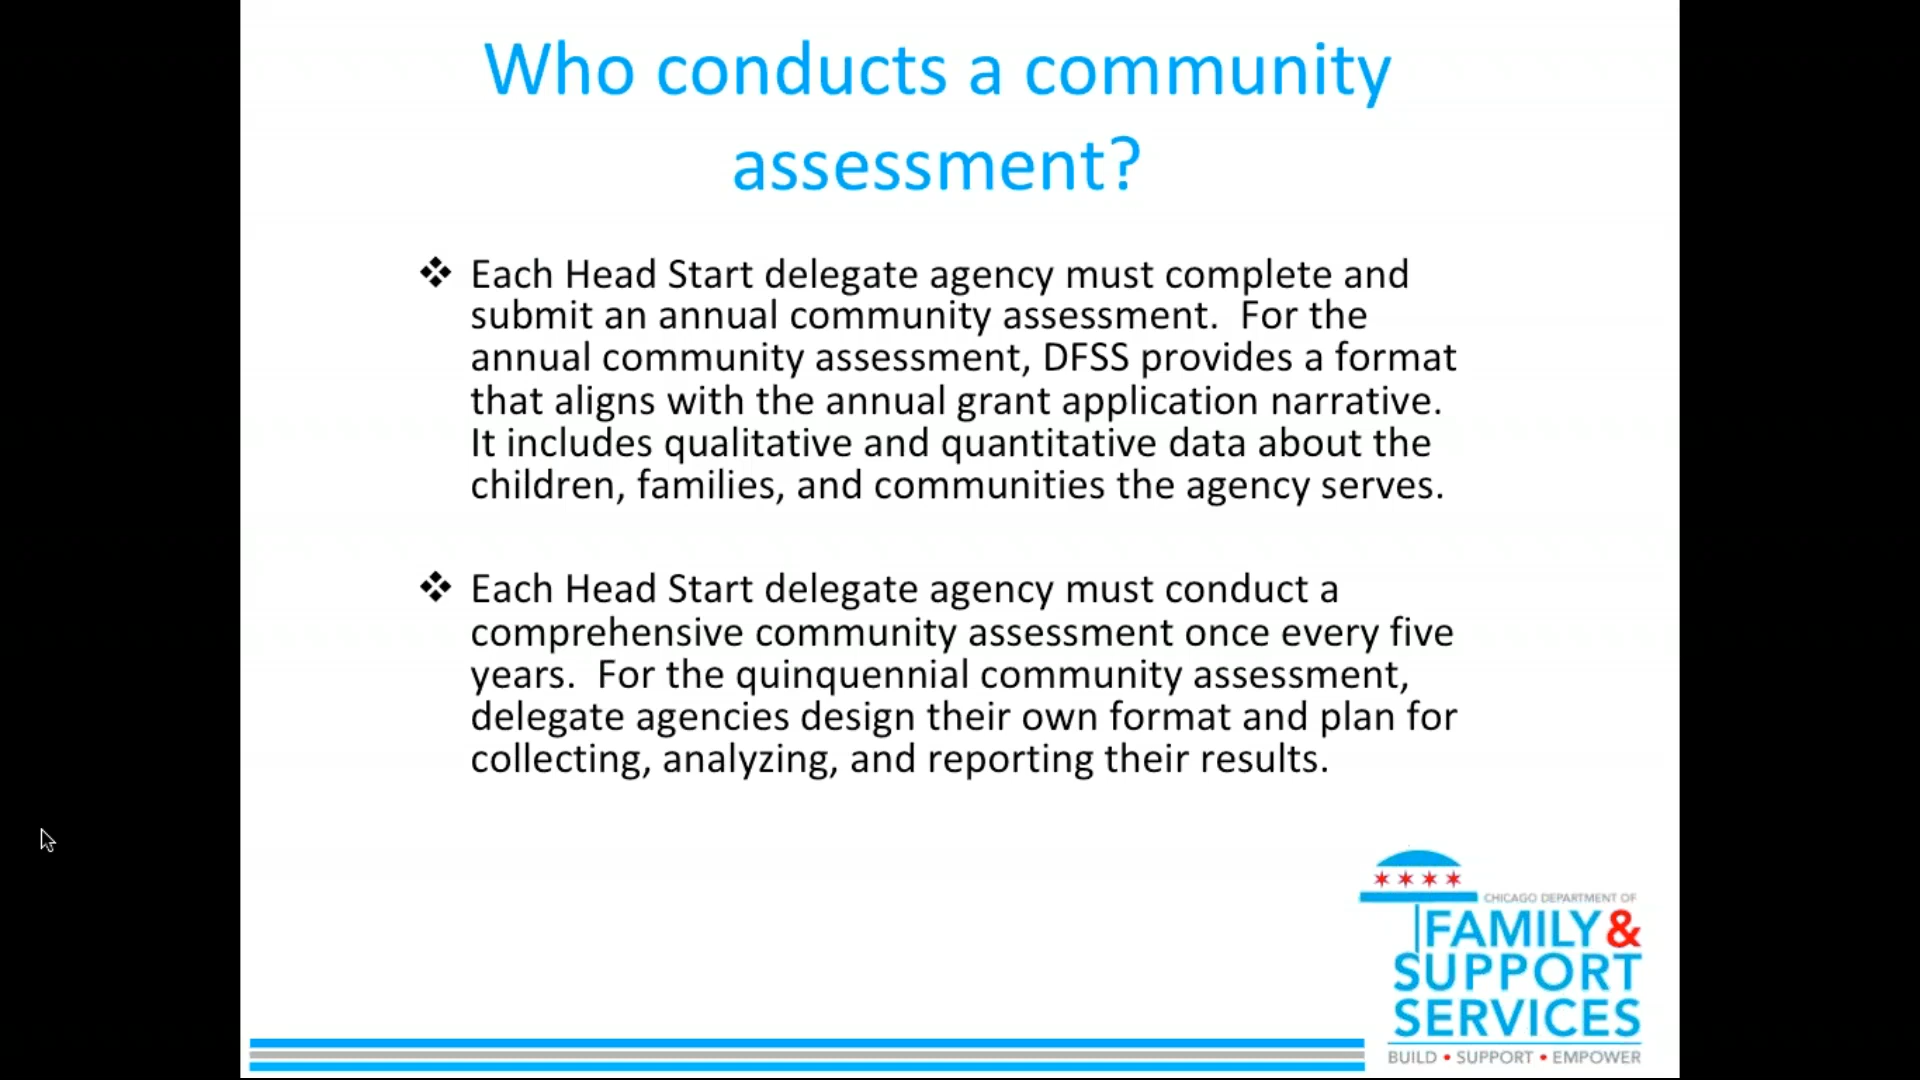 Who conducts a community
assessment?
❖ Each Head Start delegate agency must complete and
submit an annual community assessment.  For the
annual community assessment, DFSS provides a format
that aligns with the annual grant application narrative.
It includes qualitative and quantitative data about the
children, families, and communities the agency serves.
❖ Each Head Start delegate agency must conduct a
comprehensive community assessment once every five
years.  For the quinquennial community assessment,
delegate agencies design their own format and plan for
collecting, analyzing, and reporting their results.
CHICAGO DEPARTMENT OF
FAMILY&
SUPPORT
SERVICES
BUILD • SUPPORT • EMPOWER